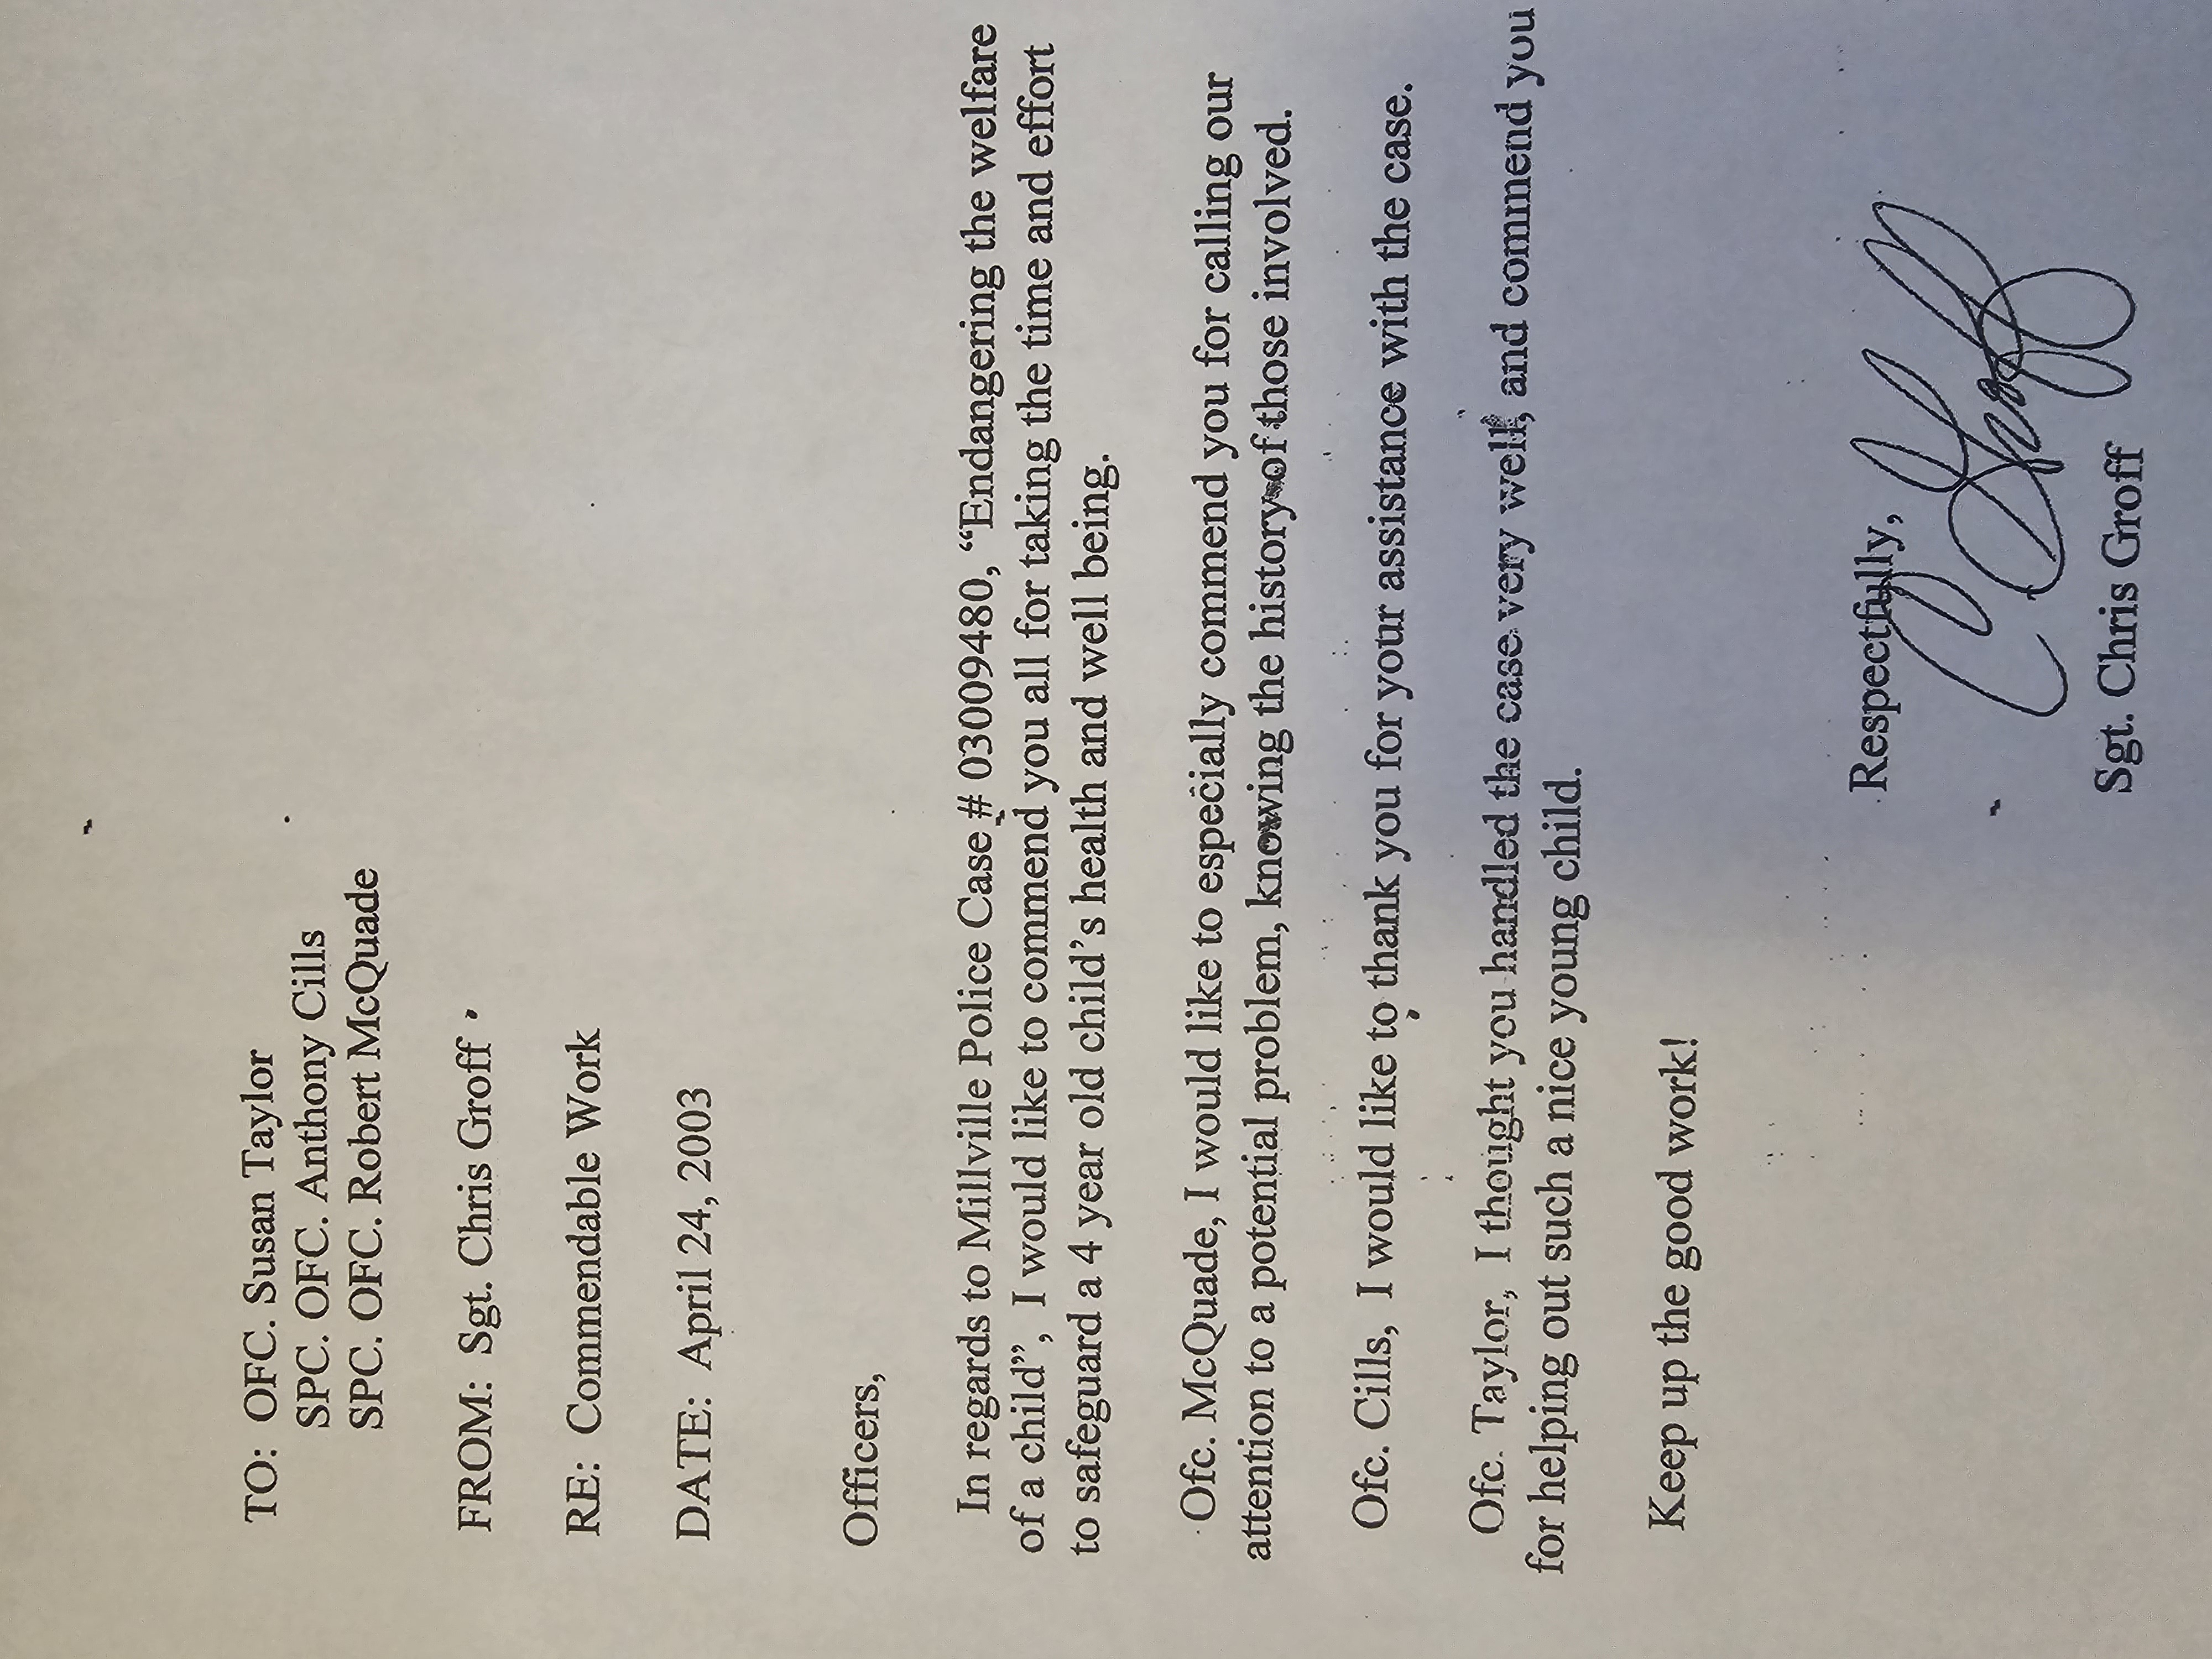 TO: OFC. Susan Taylor
SPC. OFC. Anthony Cills
SPC. OFC. Robert McQuade
FROM: Sgt. Chris Groff
RE: Commendable Work
DATE: April 24, 2003
Officers,
In regards to Millville Police Case # 03009480, “Endangering the welfare
of a child”, I would like to commend you all for taking the time and effort
to safeguard a 4 year old child’s health and well being.
Ofc. McQuade, I would like to especially commend you for calling our
attention to a potential problem, knowing the history of those involved.
Ofc. Cills, I would like to thank you for your assistance with the case.
Ofc. Taylor, I thought you handled the case very well, and commend you
for helping out such a nice young child.
Keep up the good work!
Respectfully,
C Groff
Sgt. Chris Groff